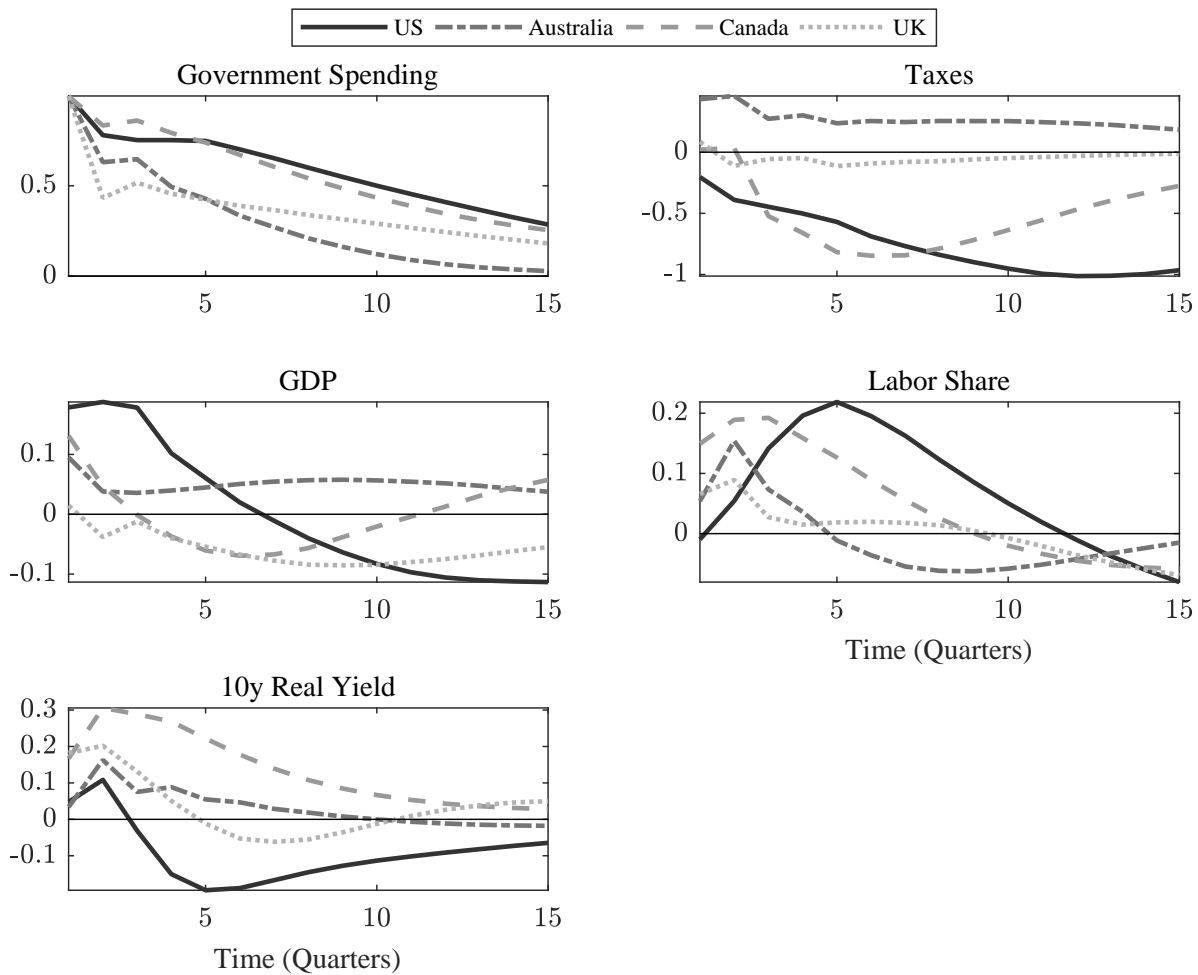 US Australia Canada UK
Government Spending
0.5
0
5 10 15
Taxes
0
-0.5
-1
5 10 15
GDP
0.1
0
-0.1
5 10 15
Labor Share
0.2
0.1
0
5 10 15
Time (Quarters)
10y Real Yield
0.3
0.2
0.1
0
-0.1
5 10 15
Time (Quarters)